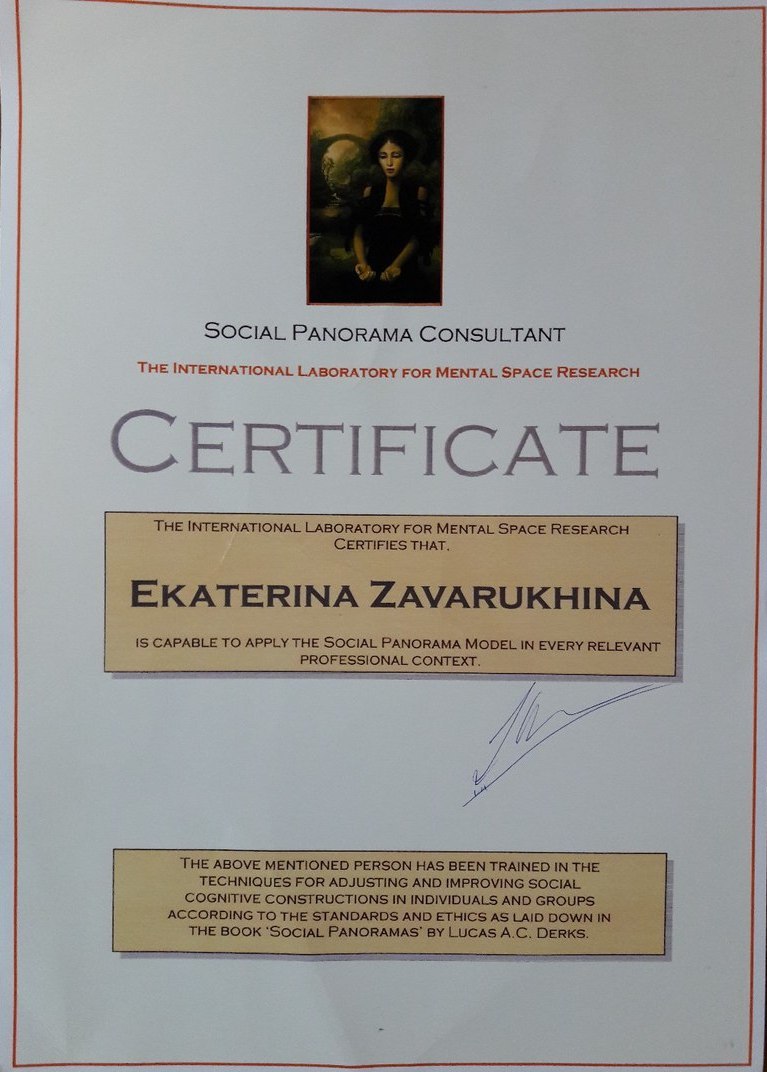 Social Panorama Consultant
The International Laboratory for Mental Space Research
Certificate
The International Laboratory for Mental Space Research
Certifies that,
Ekaterina Zavarukhina
is capable to apply the Social Panorama Model in every relevant
professional context.
The above mentioned person has been trained in the
techniques for adjusting and improving social
cognitive constructions in individuals and groups
according to the standards and ethics as laid down in
the book ‘Social Panoramas’ by Lucas A.C. Derks.